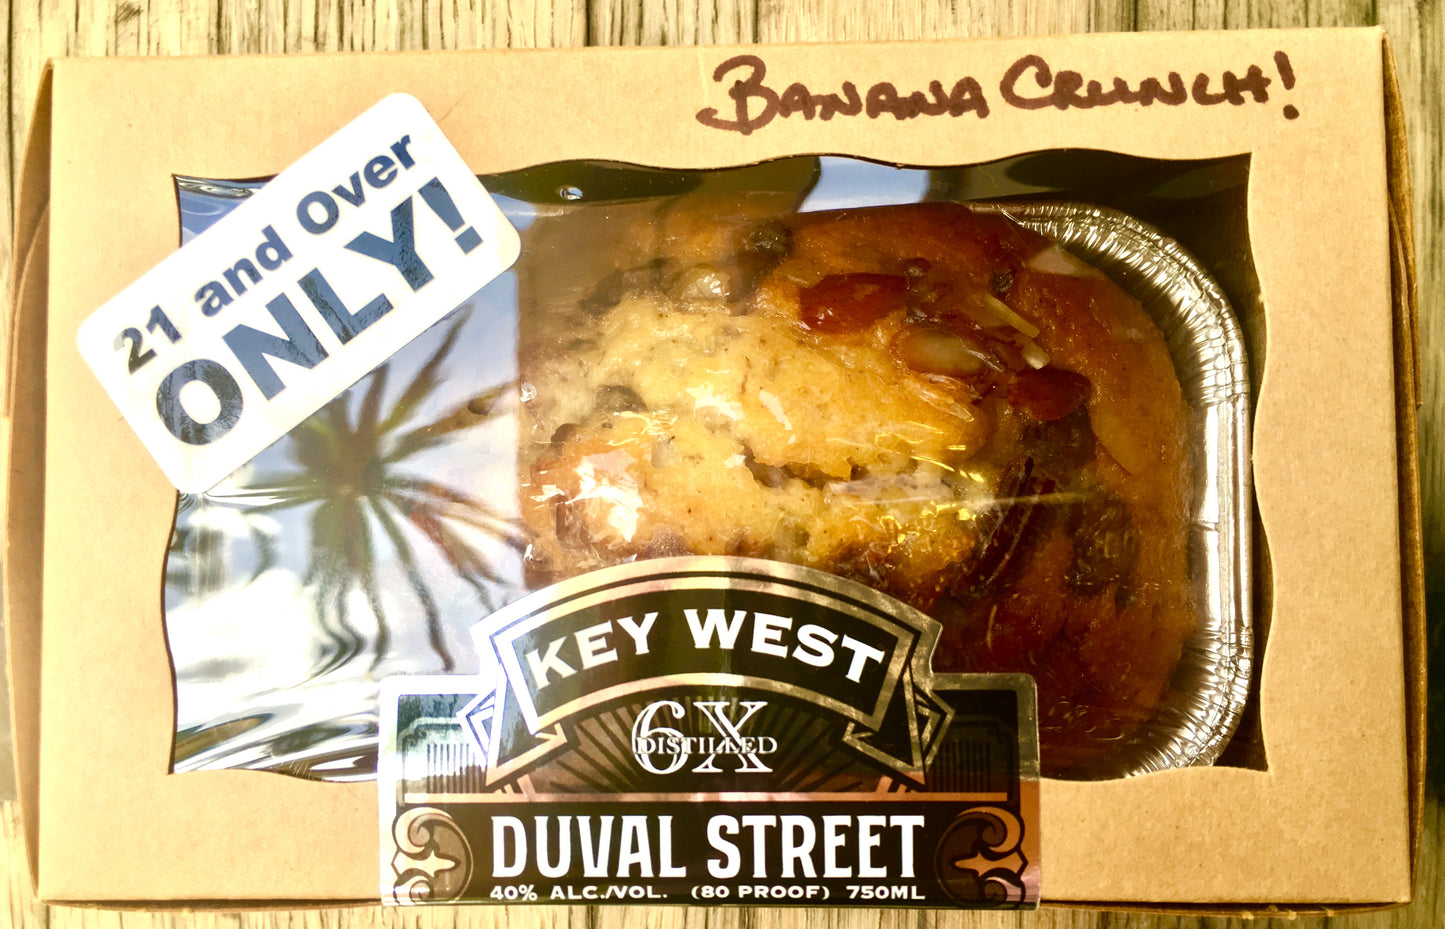 BANANA CRUNCH!
21 and Over
ONLY!
KEY WEST
6X
DISTILLED
DUVAL STREET
40% ALC./VOL. (80 PROOF) 750ML